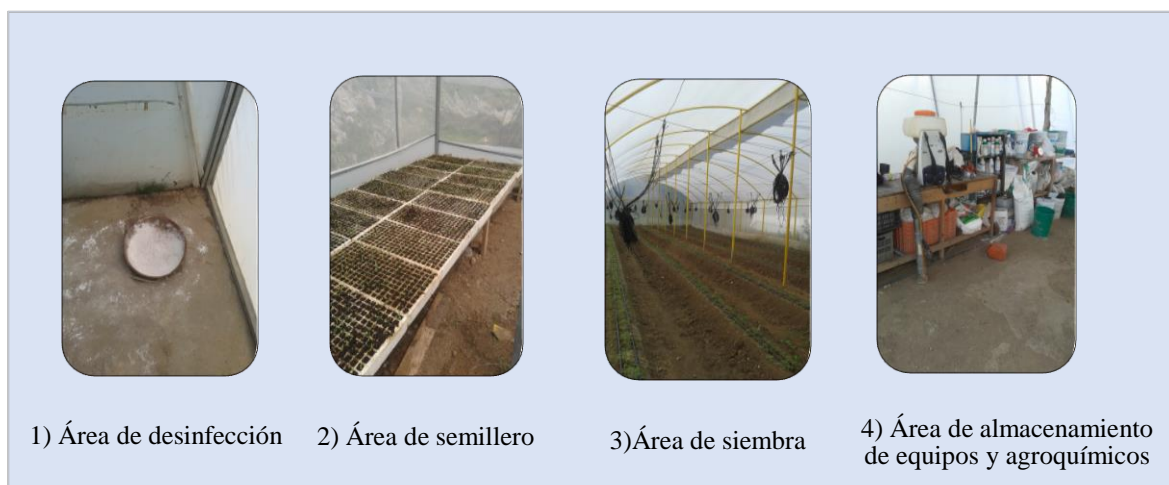 1) Área de desinfección
2) Área de semillero
3)Área de siembra
4) Área de almacenamiento
de equipos y agroquímicos